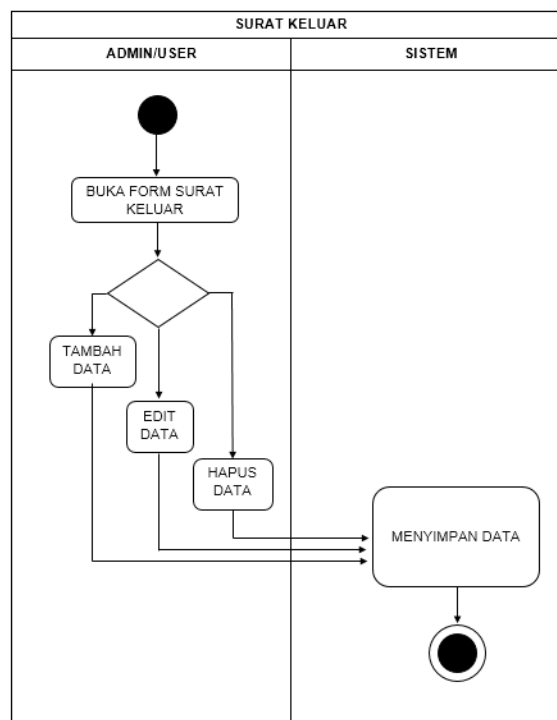 SURAT KELUAR
ADMIN/USER
SISTEM
BUKA FORM SURAT
KELUAR
TAMBAH
DATA
EDIT
DATA
HAPUS
DATA
MENYIMPAN DATA